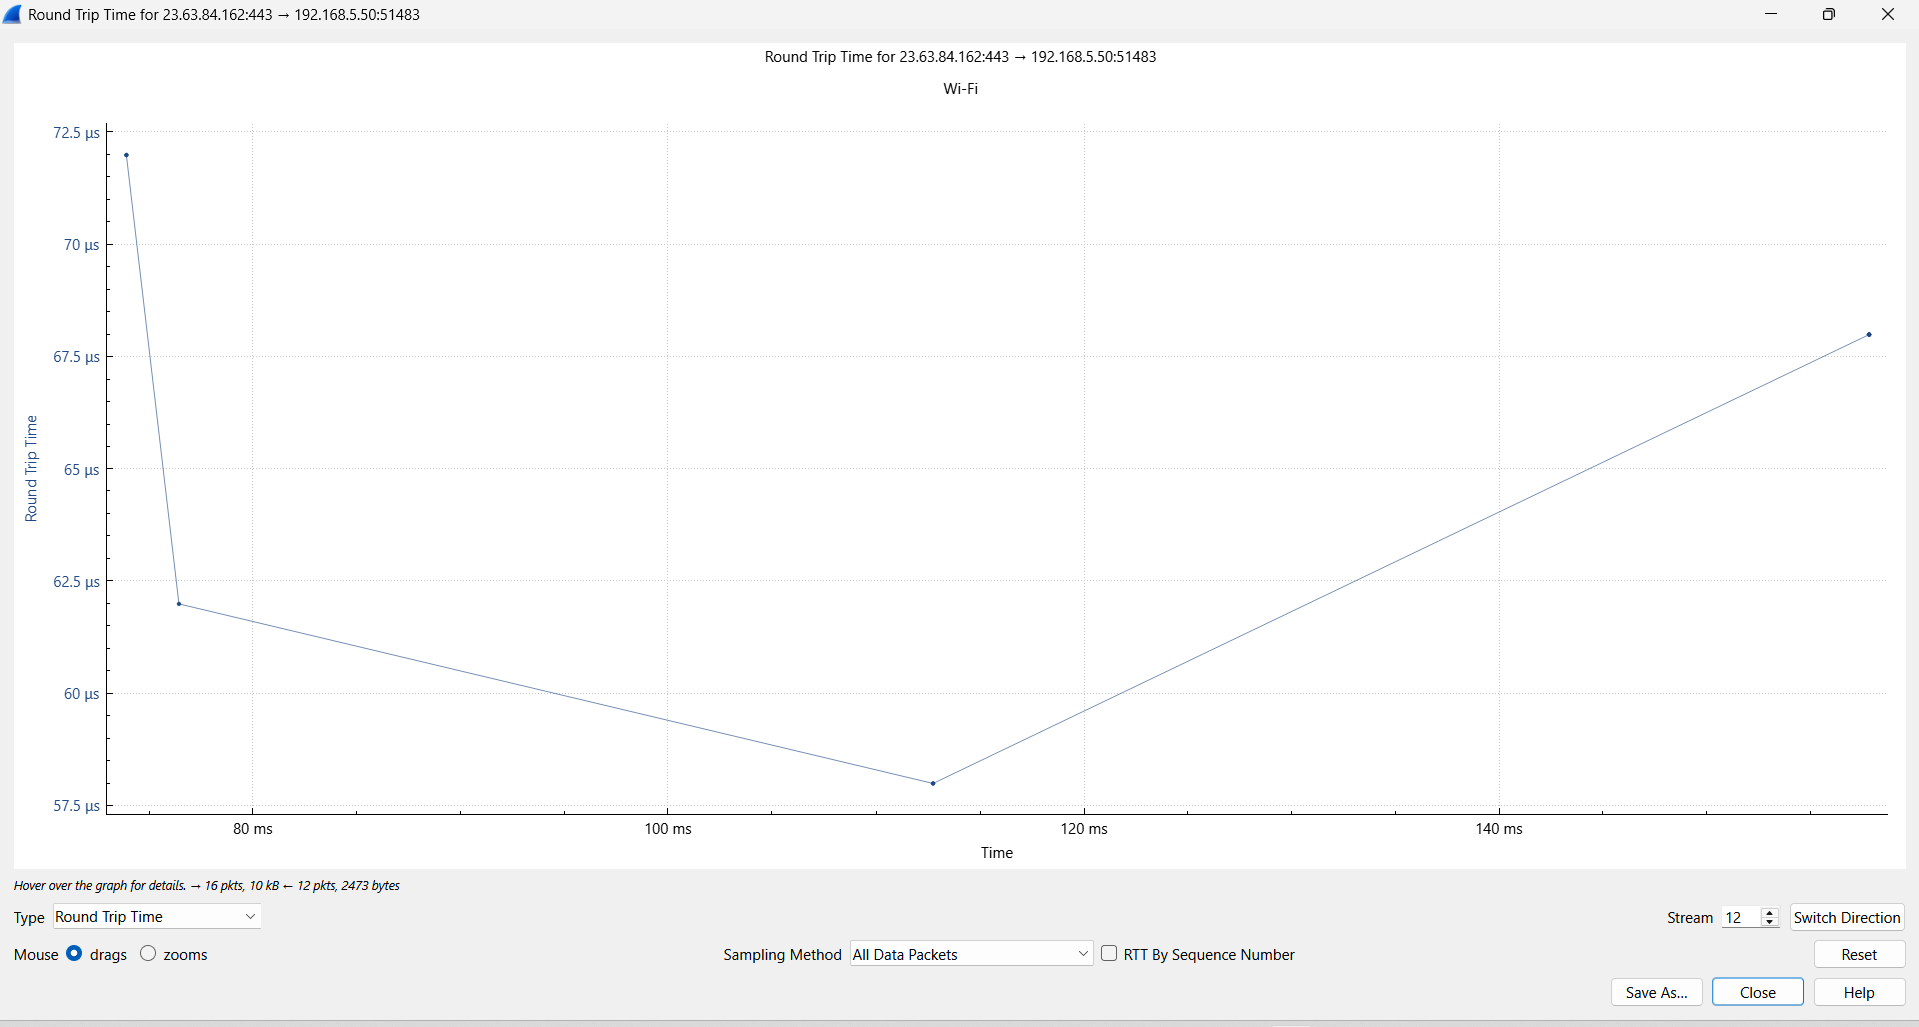 Round Trip Time for 23.63.84.162:443 → 192.168.5.50:51483
Round Trip Time for 23.63.84.162:443 → 192.168.5.50:51483
Wi-Fi
72.5 µs
70 µs
67.5 µs
65 µs
62.5 µs
60 µs
57.5 µs
Round Trip Time
80 ms 100 ms 120 ms 140 ms
Time
Hover over the graph for details. → 16 pkts, 10 kB ← 12 pkts, 2473 bytes
Type Round Trip Time Stream 12 Switch Direction
Mouse drags zooms Sampling Method All Data Packets RTT By Sequence Number Reset
Save As... Close Help